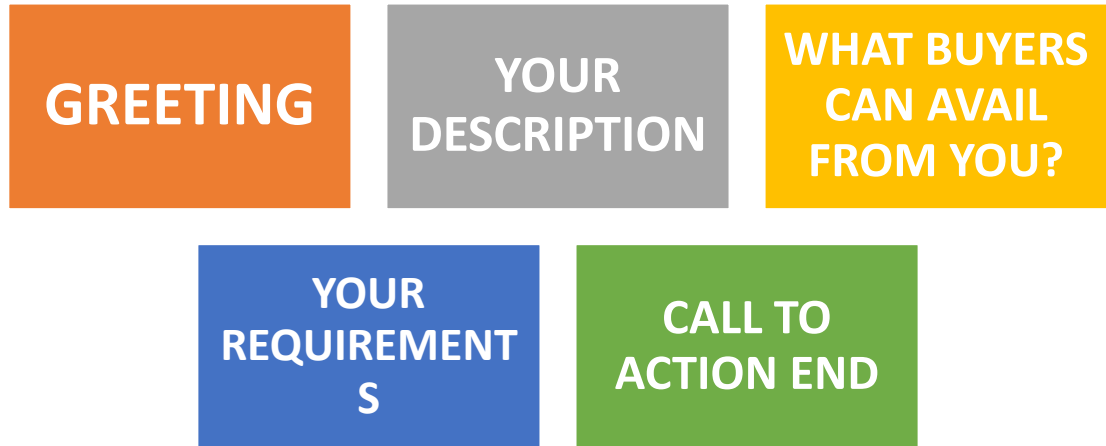 GREETING
YOUR
DESCRIPTION
WHAT BUYERS
CAN AVAIL
FROM YOU?
YOUR
REQUIREMENT
S
CALL TO
ACTION END